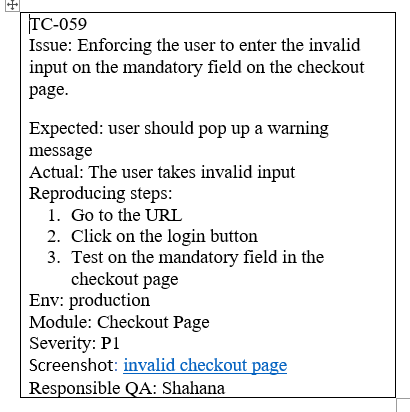 TC-059
Issue: Enforcing the user to enter the invalid
input on the mandatory field on the checkout
page.
Expected: user should pop up a warning
message
Actual: The user takes invalid input
Reproducing steps:
1. Go to the URL
2. Click on the login button
3. Test on the mandatory field in the
checkout page
Env: production
Module: Checkout Page
Severity: P1
Screenshot: invalid checkout page
Responsible QA: Shahana